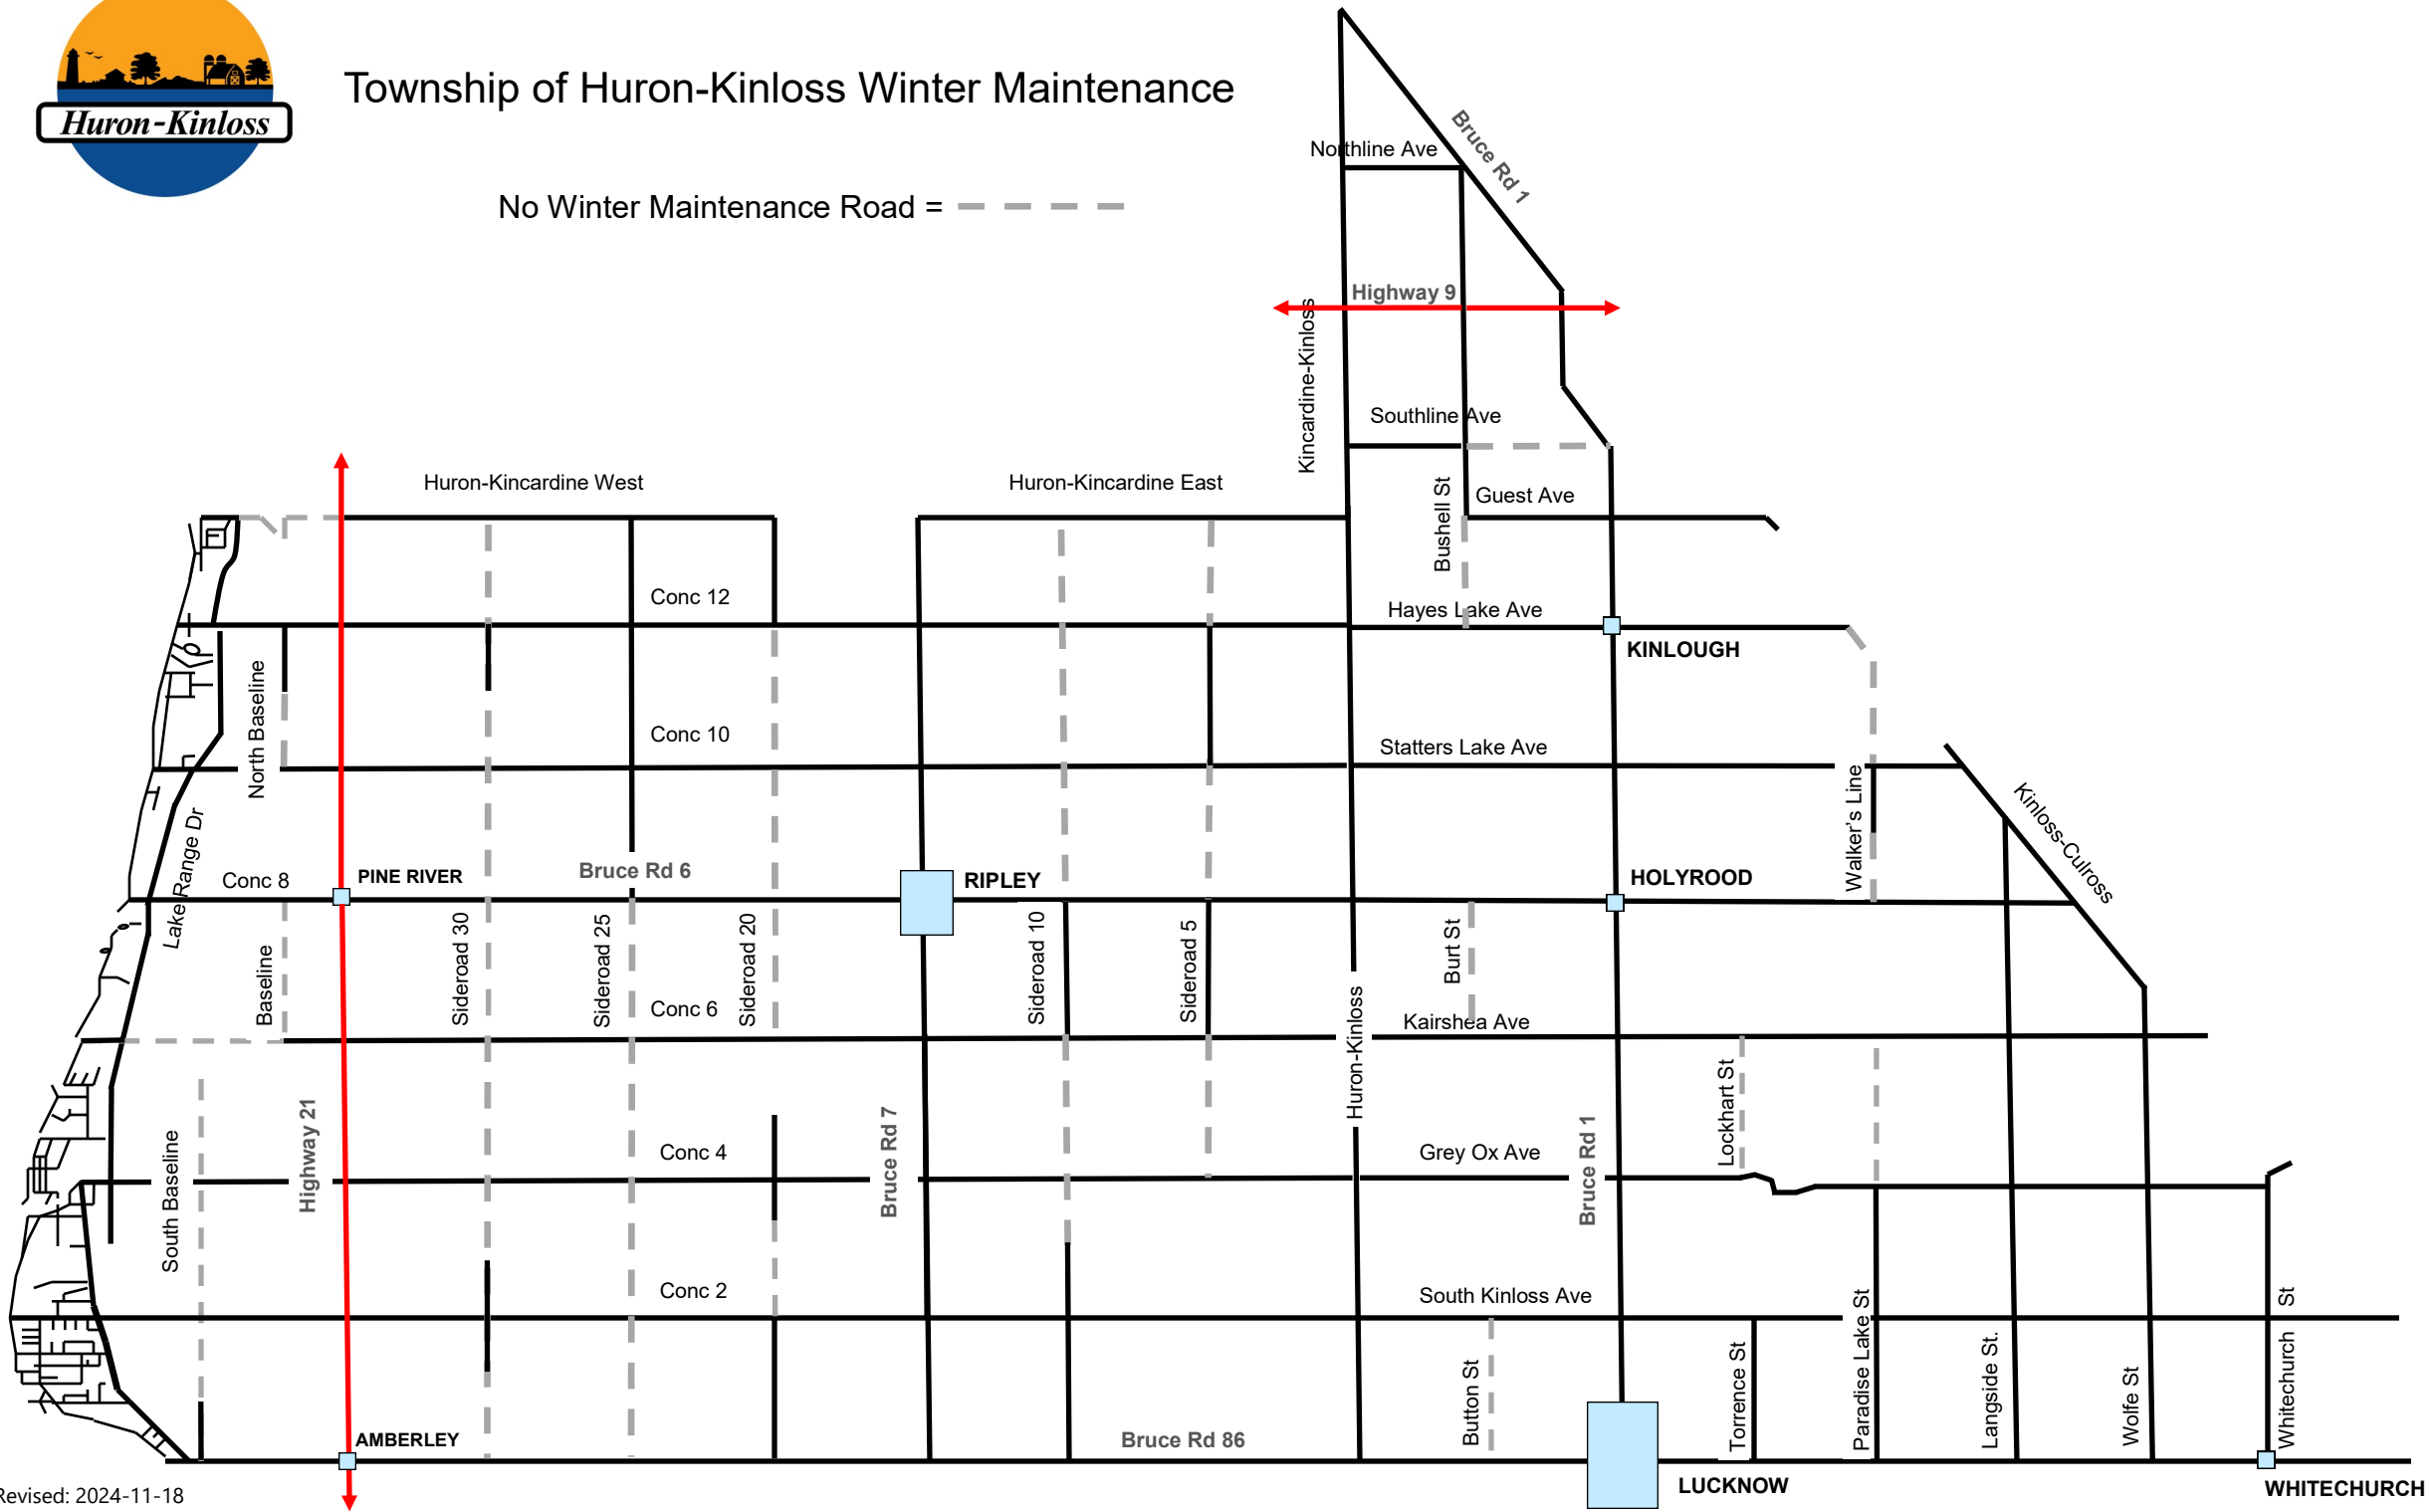 Township of Huron-Kinloss Winter Maintenance
Huron-Kinloss
No Winter Maintenance Road =
Northline Ave
Bruce Rd 1
Highway 9
Kincardine-Kinloss
Southline Ave
Huron-Kincardine West
Huron-Kincardine East
Bushell St
Guest Ave
Conc 12
Hayes Lake Ave
KINLOUGH
North Baseline
Conc 10
Statters Lake Ave
Walker's Line
Kinloss-Culross
Lake Range Dr
Conc 8
PINE RIVER
Bruce Rd 6
RIPLEY
HOLYROOD
Baseline
Sideroad 30
Sideroad 25
Sideroad 20
Sideroad 10
Sideroad 5
Burt St
Conc 6
Kairshea Ave
Huron-Kinloss
Lockhart St
South Baseline
Highway 21
Conc 4
Bruce Rd 7
Grey Ox Ave
Bruce Rd 1
Conc 2
South Kinloss Ave
Button St
Torrence St
Paradise Lake St
Langside St.
Wolfe St
Whitechurch St
AMBERLEY
Bruce Rd 86
LUCKNOW
WHITECHURCH
Revised: 2024-11-18